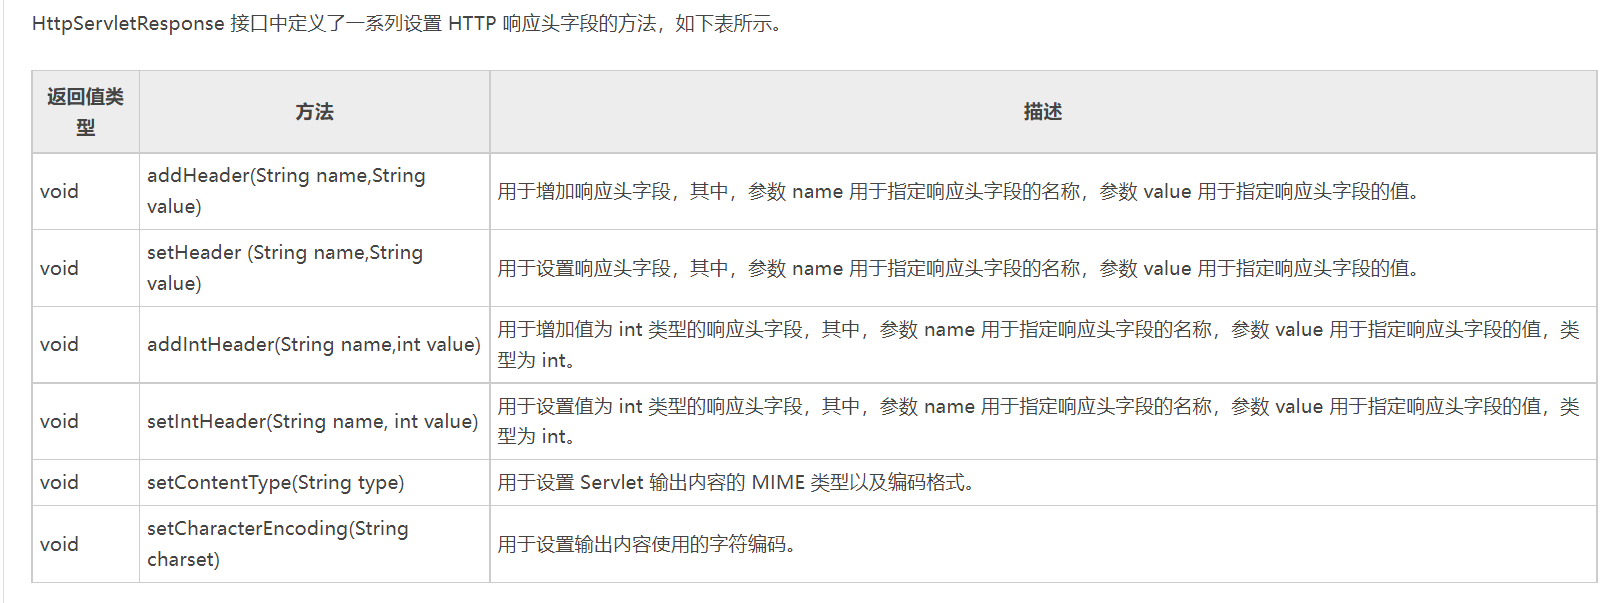 HttpServletResponse 接口中定义了一系列设置 HTTP 响应头字段的方法，如下表所示。
返回值类
型
方法
描述
void
addHeader(String name,String
value)
用于增加响应头字段，其中，参数 name 用于指定响应头字段的名称，参数 value 用于指定响应头字段的值。
void
setHeader (String name,String
value)
用于设置响应头字段，其中，参数 name 用于指定响应头字段的名称，参数 value 用于指定响应头字段的值。
void
addIntHeader(String name,int value)
用于增加值为 int 类型的响应头字段，其中，参数 name 用于指定响应头字段的名称，参数 value 用于指定响应头字段的值，类
型为 int。
void
setIntHeader(String name, int value)
用于设置值为 int 类型的响应头字段，其中，参数 name 用于指定响应头字段的名称，参数 value 用于指定响应头字段的值，类
型为 int。
void
setContentType(String type)
用于设置 Servlet 输出内容的 MIME 类型以及编码格式。
void
setCharacterEncoding(String
charset)
用于设置输出内容使用的字符编码。